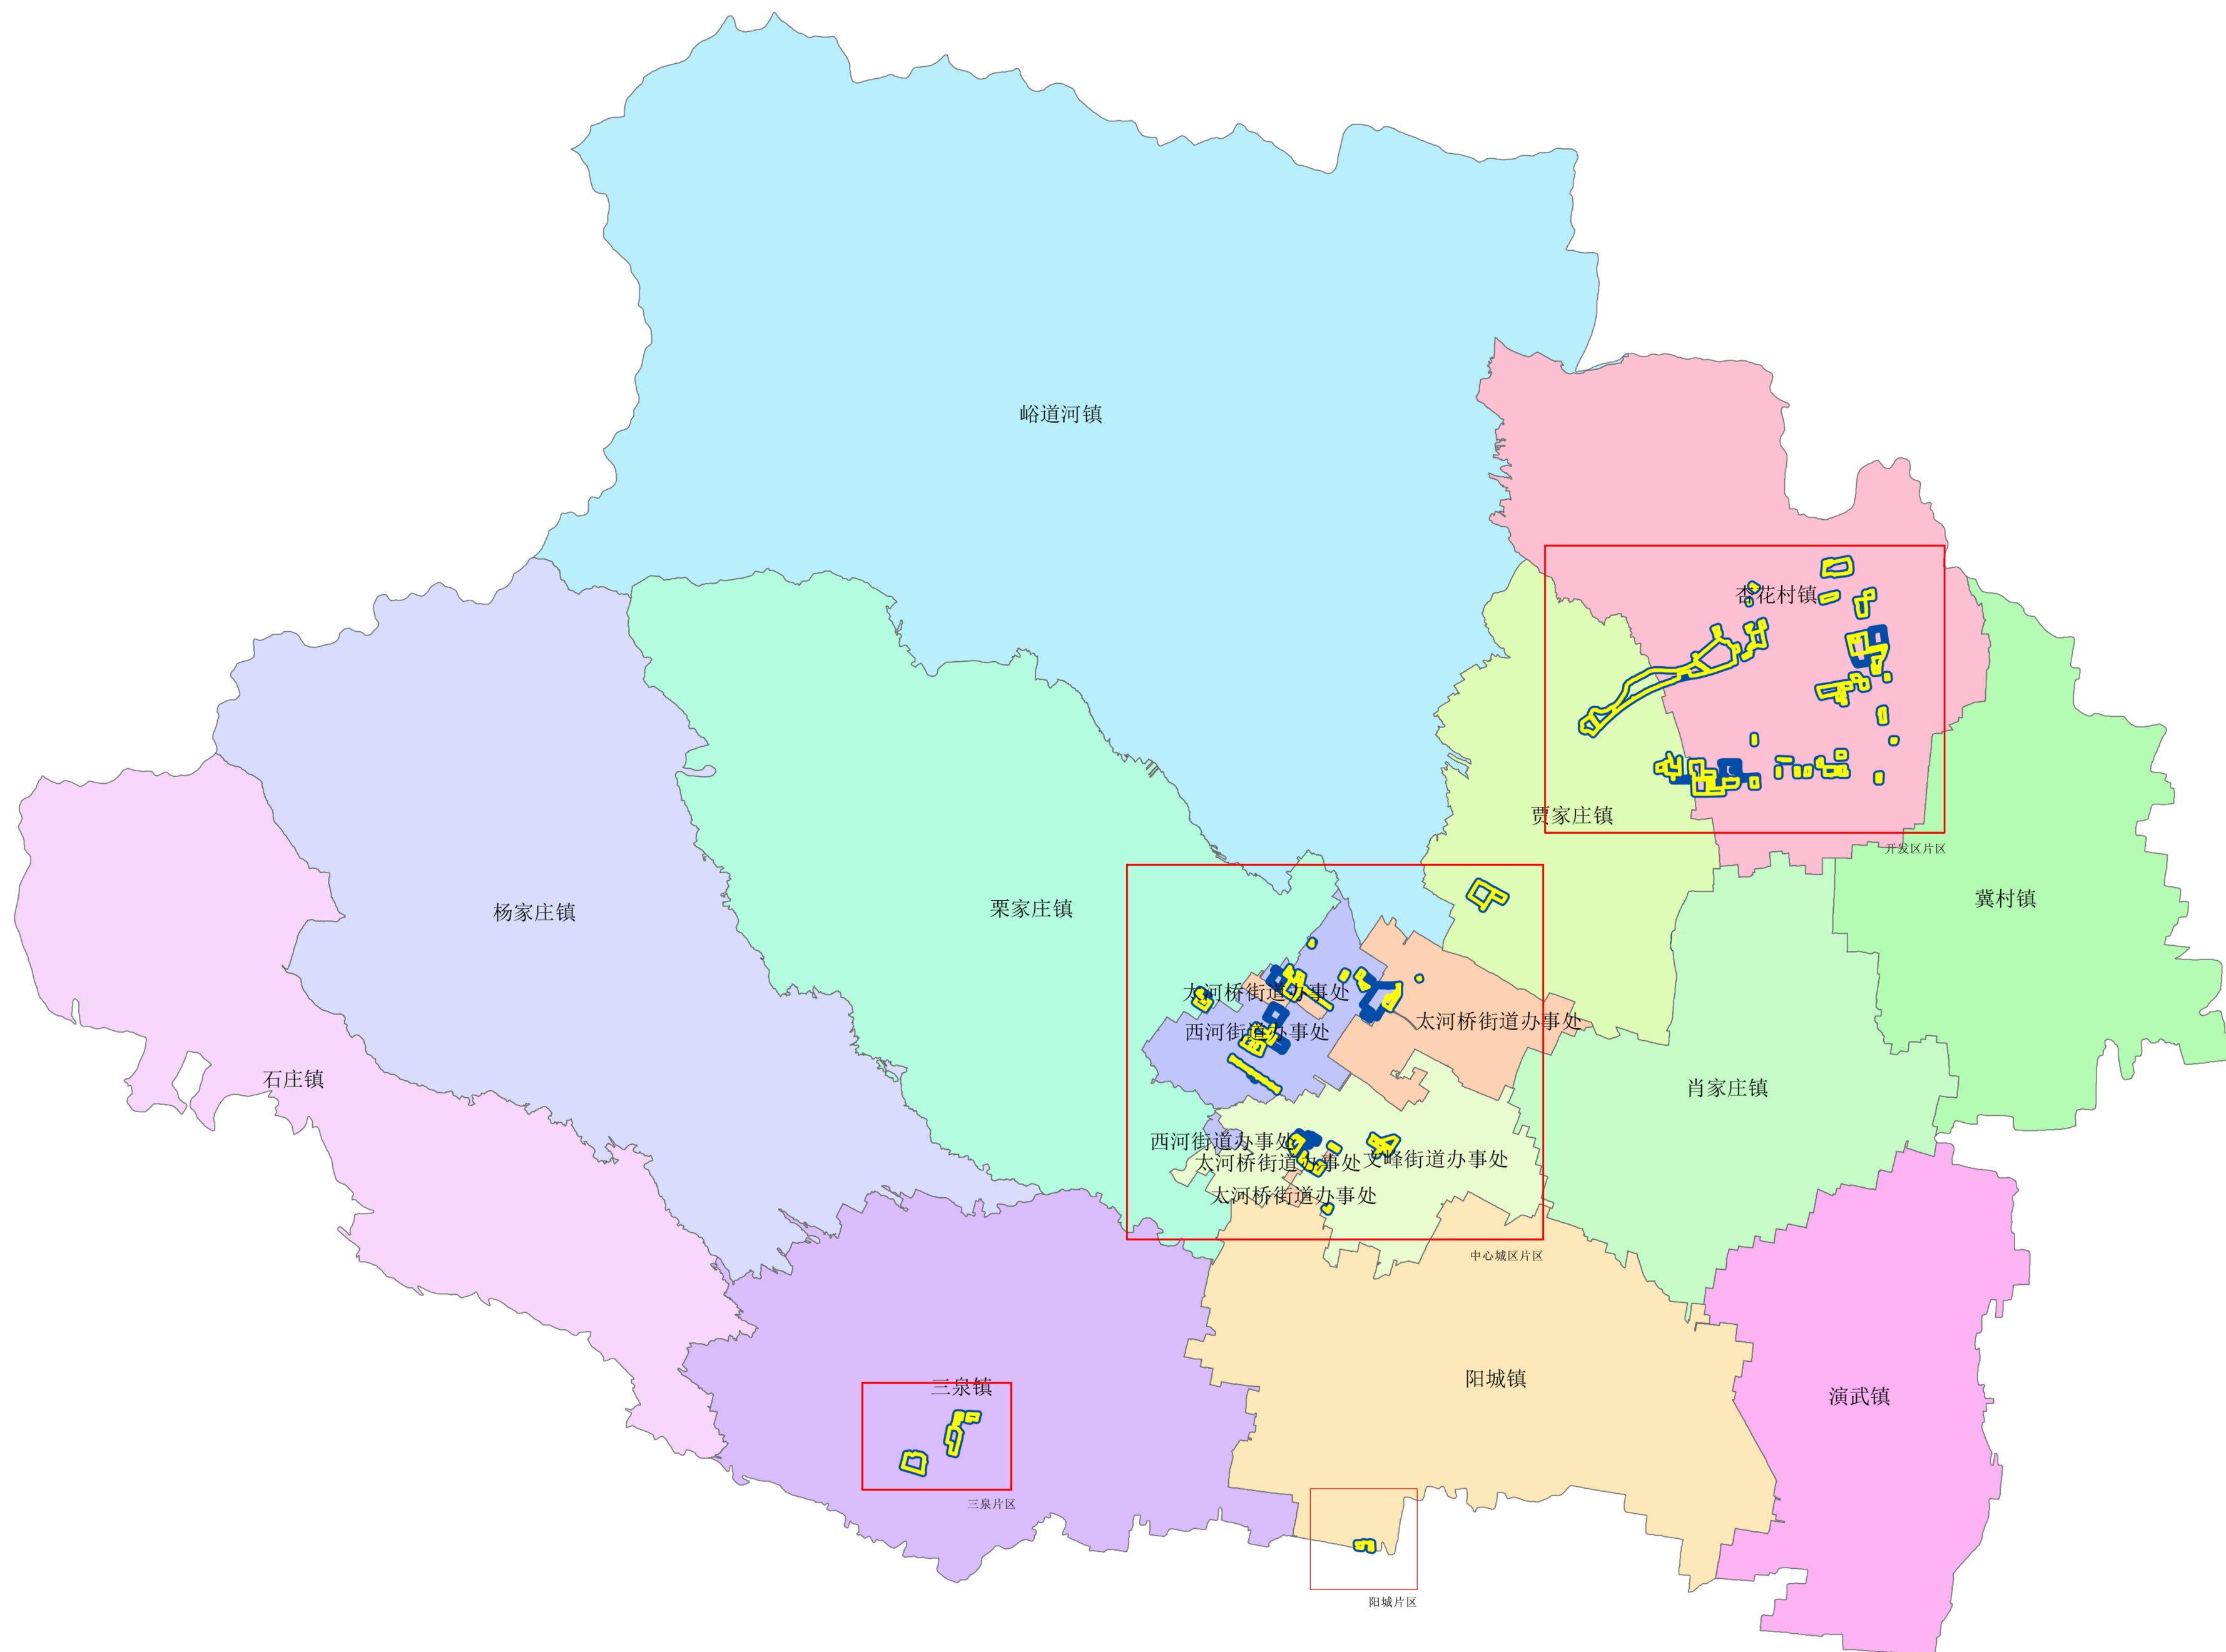 峪道河镇
杏花村镇
贾家庄镇
开发区片区
冀村镇
杨家庄镇
栗家庄镇
太河桥街道办事处
太河桥街道办事处
西河街道办事处
石庄镇
肖家庄镇
西河街道办事处
太河桥街道办事处
文峰街道办事处
太河桥街道办事处
中心城区片区
三泉镇
阳城镇
演武镇
三泉片区
阳城片区